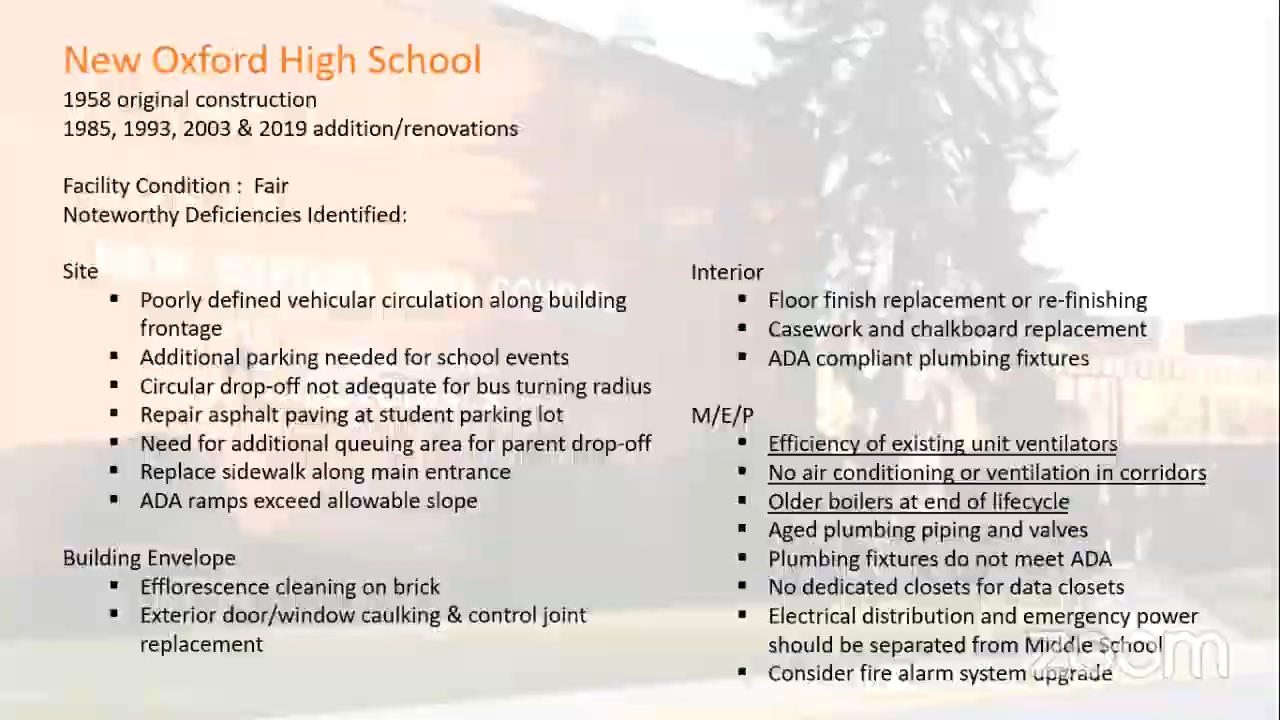 New Oxford High School
1958 original construction
1985, 1993, 2003 & 2019 addition/renovations
Facility Condition : Fair
Noteworthy Deficiencies Identified:
Site
▪ Poorly defined vehicular circulation along building
frontage
▪ Additional parking needed for school events
▪ Circular drop-off not adequate for bus turning radius
▪ Repair asphalt paving at student parking lot
▪ Need for additional queuing area for parent drop-off
▪ Replace sidewalk along main entrance
▪ ADA ramps exceed allowable slope
Building Envelope
▪ Efflorescence cleaning on brick
▪ Exterior door/window caulking & control joint
replacement
Interior
▪ Floor finish replacement or re-finishing
▪ Casework and chalkboard replacement
▪ ADA compliant plumbing fixtures
M/E/P
▪ Efficiency of existing unit ventilators
▪ No air conditioning or ventilation in corridors
▪ Older boilers at end of lifecycle
▪ Aged plumbing piping and valves
▪ Plumbing fixtures do not meet ADA
▪ No dedicated closets for data closets
▪ Electrical distribution and emergency power
should be separated from Middle School
▪ Consider fire alarm system upgrade
zoom